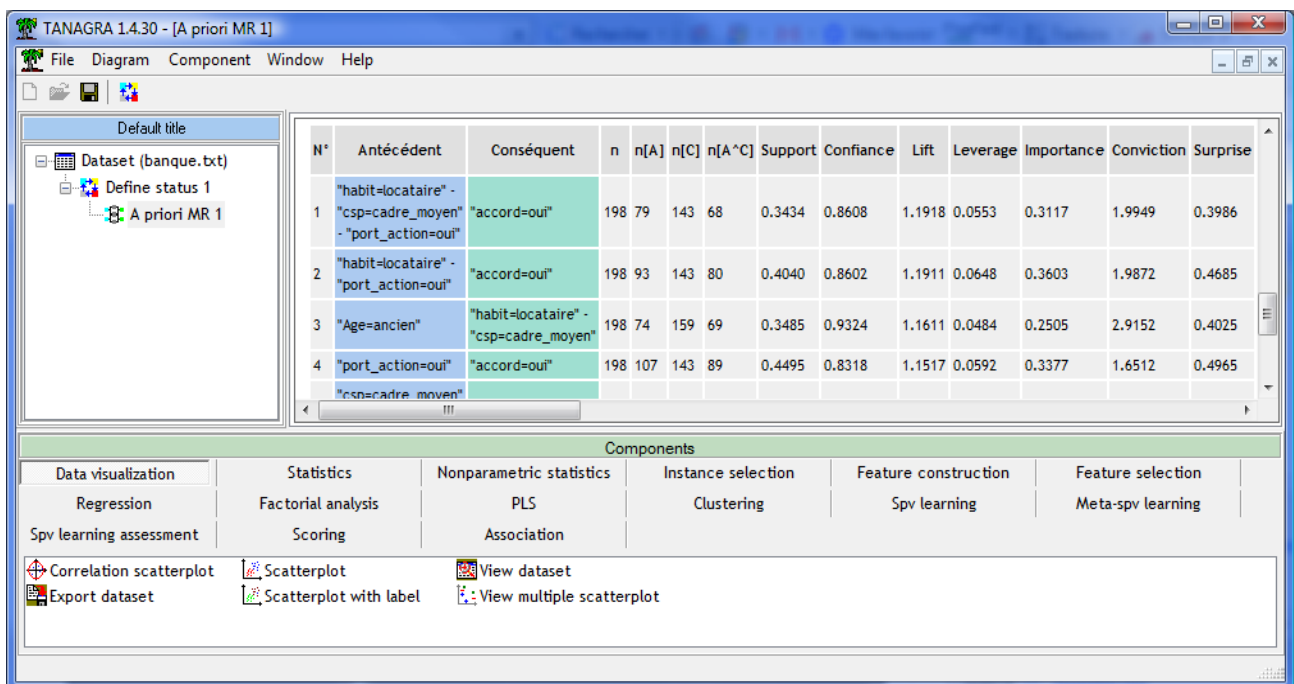 TANAGRA 1.4.30 - [A priori MR 1]
File Diagram Component Window Help
Default title
Dataset (banque.txt)
Define status 1
A priori MR 1
N° Antécédent Conséquent n n[A] n[C] n[A^C] Support Confiance Lift Leverage Importance Conviction Surprise
1 "habit=locataire" - "csp=cadre_moyen" - "port_action=oui" "accord=oui" 198 79 143 68 0.3434 0.8608 1.1918 0.0553 0.3117 1.9949 0.3986
2 "habit=locataire" - "port_action=oui" "accord=oui" 198 93 143 80 0.4040 0.8602 1.1911 0.0648 0.3603 1.9872 0.4685
3 "Age=ancien" "habit=locataire" - "csp=cadre_moyen" 198 74 159 69 0.3485 0.9324 1.1611 0.0484 0.2505 2.9152 0.4025
4 "port_action=oui" "accord=oui" 198 107 143 89 0.4495 0.8318 1.1517 0.0592 0.3377 1.6512 0.4965
"csp=cadre_moyen"
Components
Data visualization Statistics Nonparametric statistics Instance selection Feature construction Feature selection
Regression Factorial analysis PLS Clustering Spv learning Meta-spv learning
Spv learning assessment Scoring Association
Correlation scatterplot Scatterplot View dataset
Export dataset Scatterplot with label View multiple scatterplot